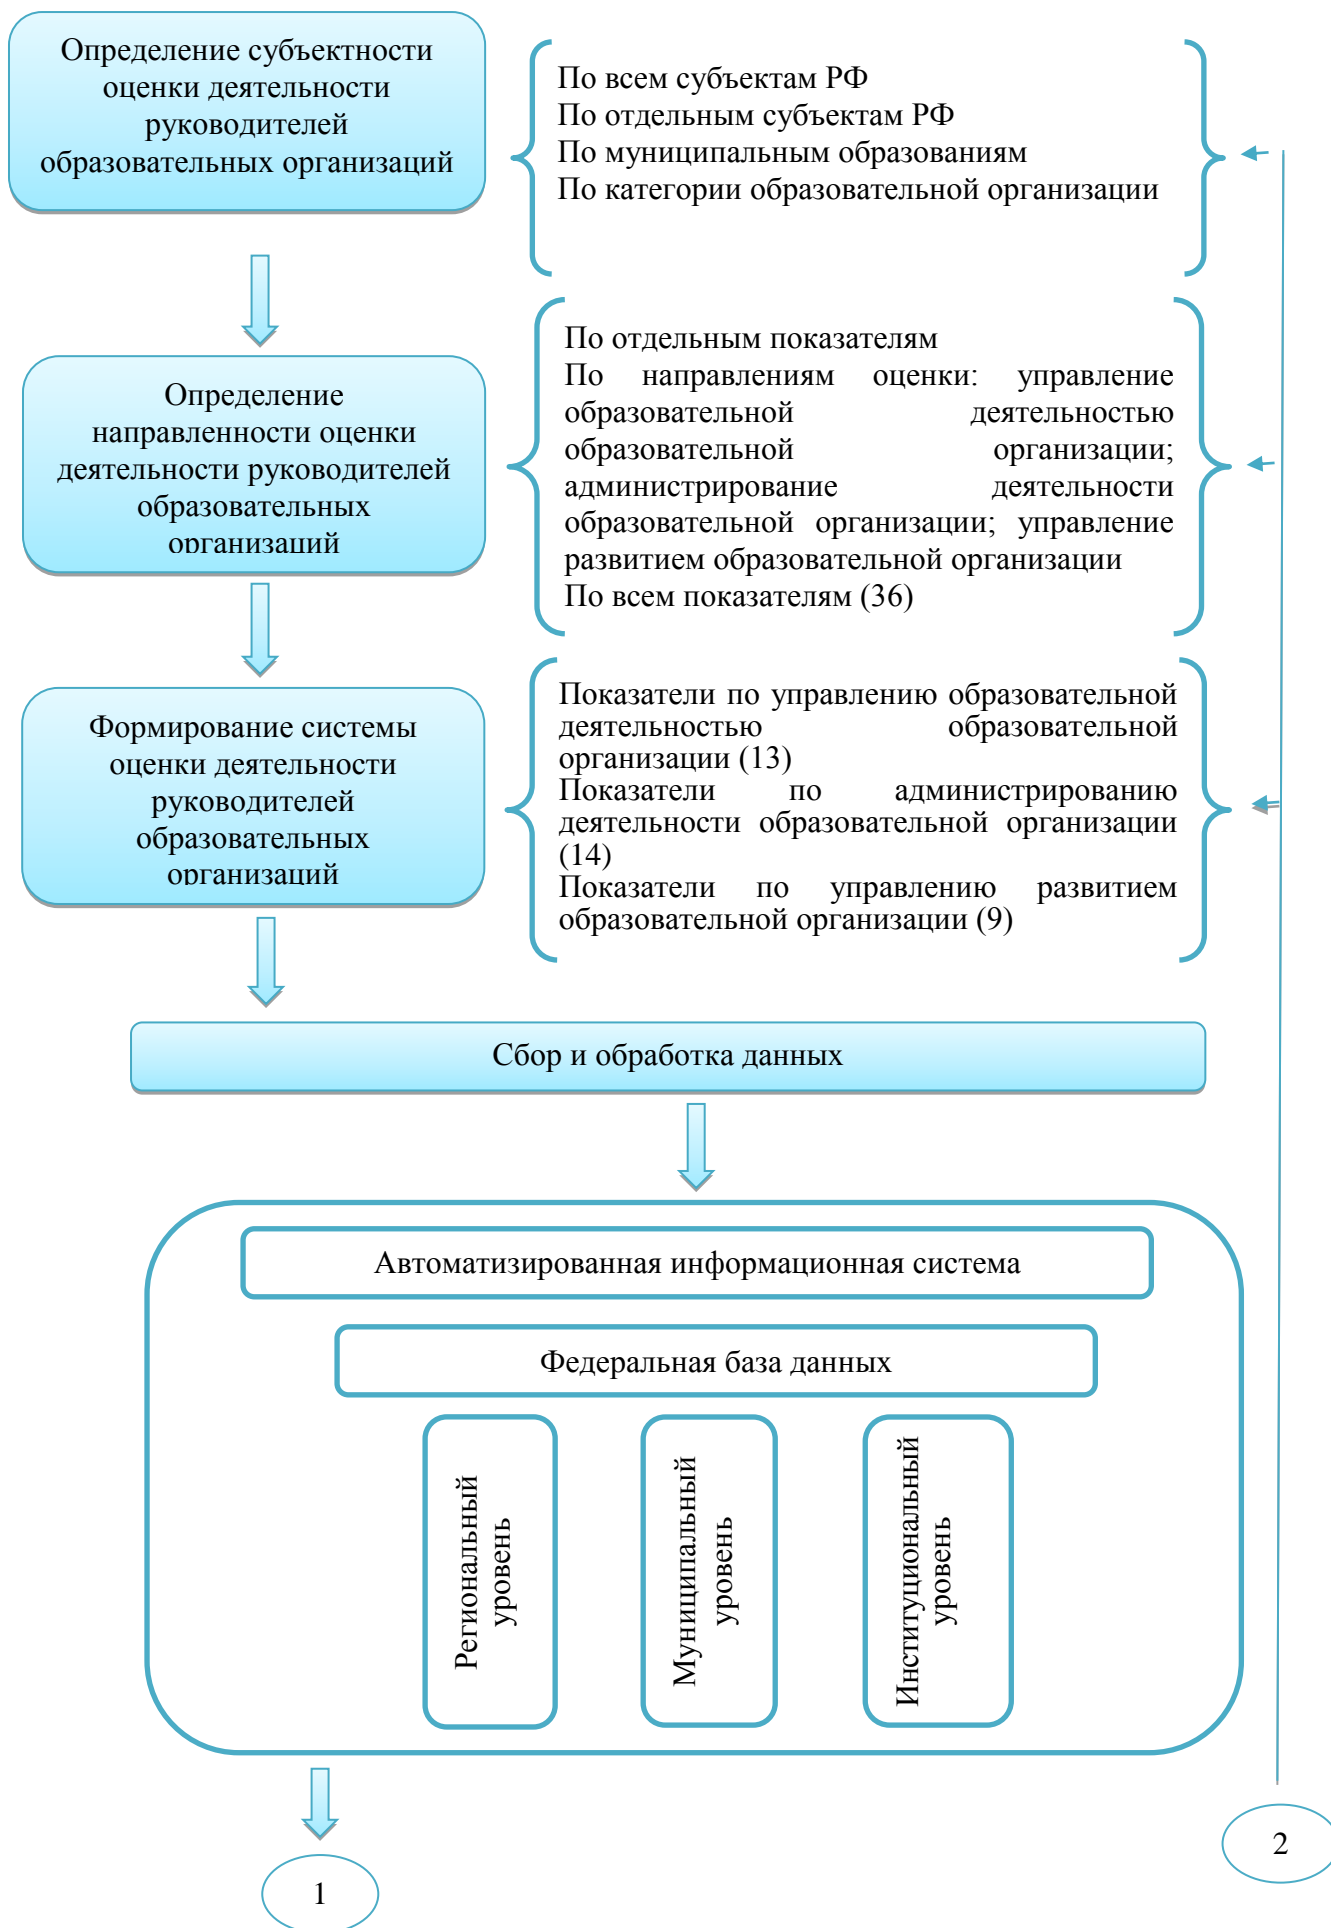 Определение субъектности
оценки деятельности
руководителей
образовательных организаций
По всем субъектам РФ
По отдельным субъектам РФ
По муниципальным образованиям
По категории образовательной организации
Определение
направленности оценки
деятельности руководителей
образовательных
организаций
По отдельным показателям
По направлениям оценки: управление
образовательной деятельностью
образовательной организации;
администрирование деятельности
образовательной организации; управление
развитием образовательной организации
По всем показателям (36)
Формирование системы
оценки деятельности
руководителей
образовательных
организаций
Показатели по управлению образовательной
деятельностью образовательной
организации (13)
Показатели по администрированию
деятельности образовательной организации
(14)
Показатели по управлению развитием
образовательной организации (9)
Сбор и обработка данных
Автоматизированная информационная система
Федеральная база данных
Региональный
уровень
Муниципальный
уровень
Институциональный
уровень
1
2